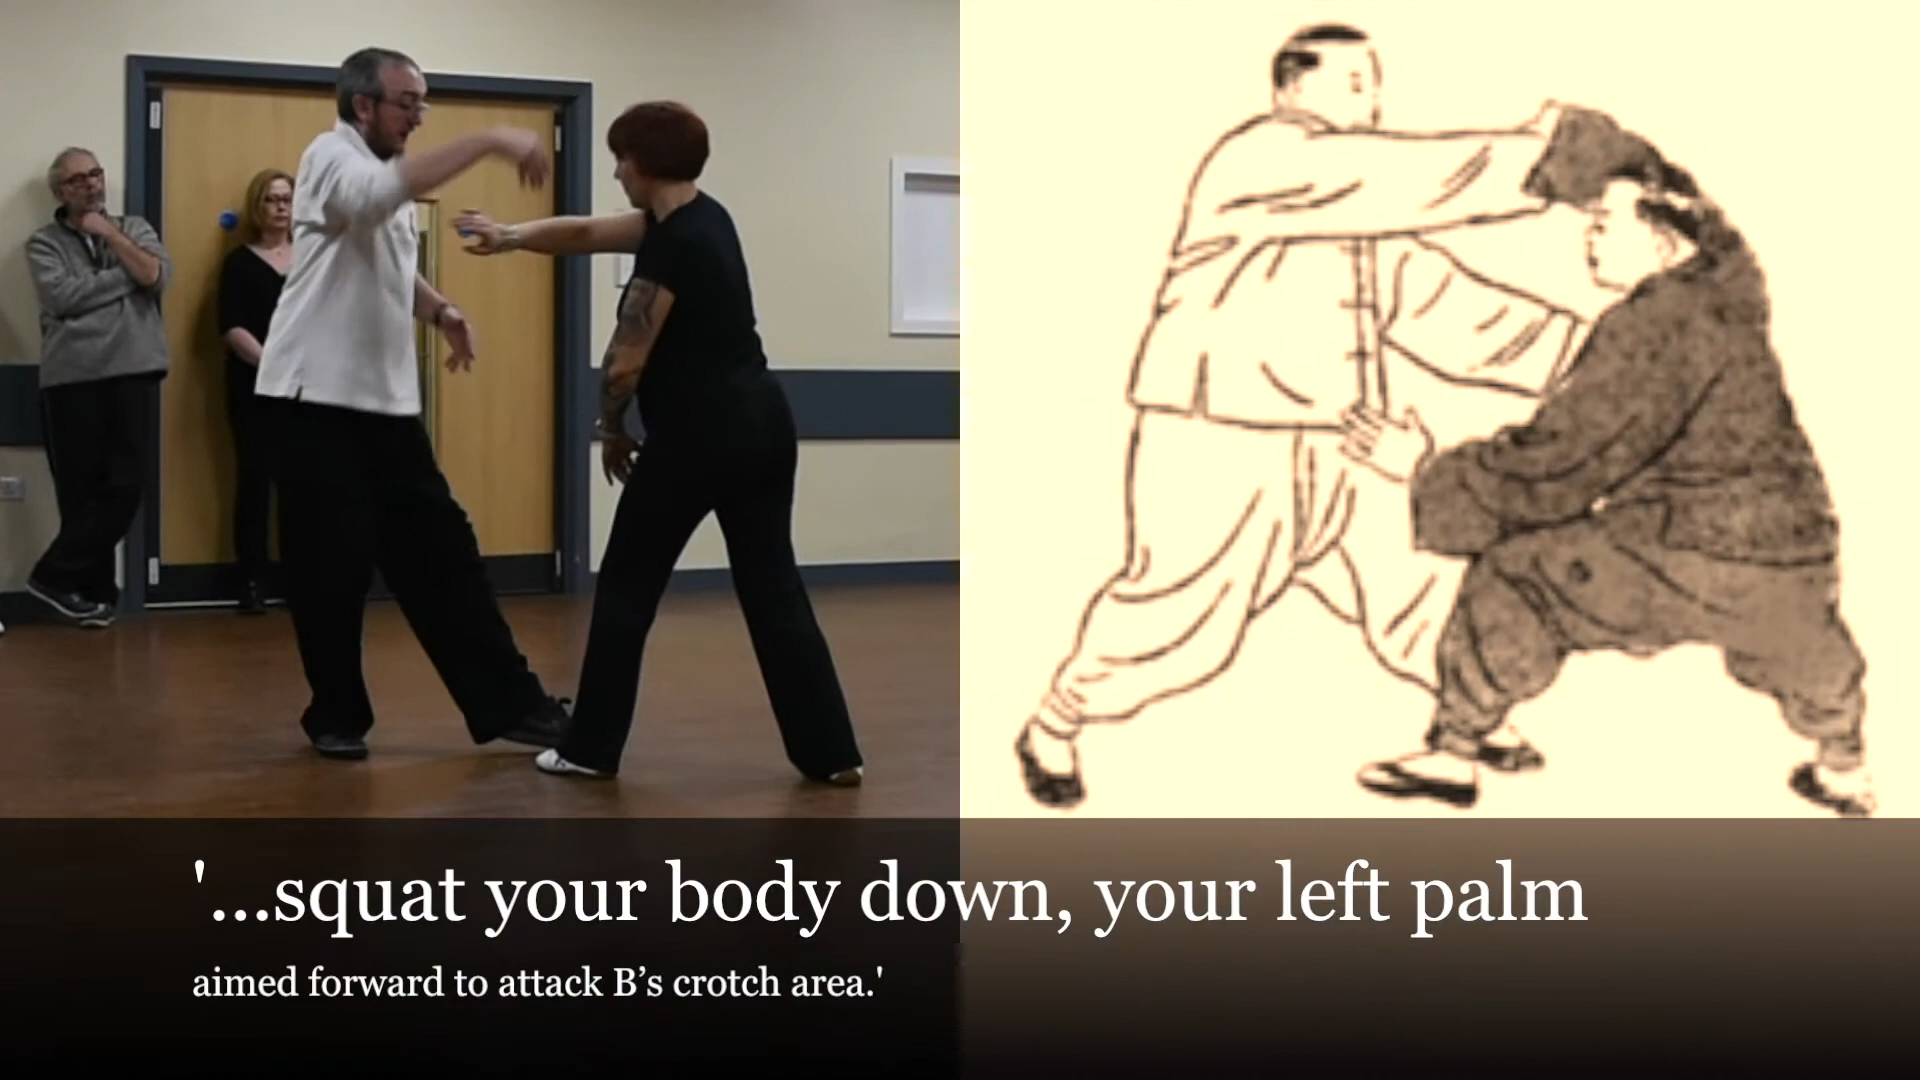 '...squat your body down, your left palm
aimed forward to attack B’s crotch area.'